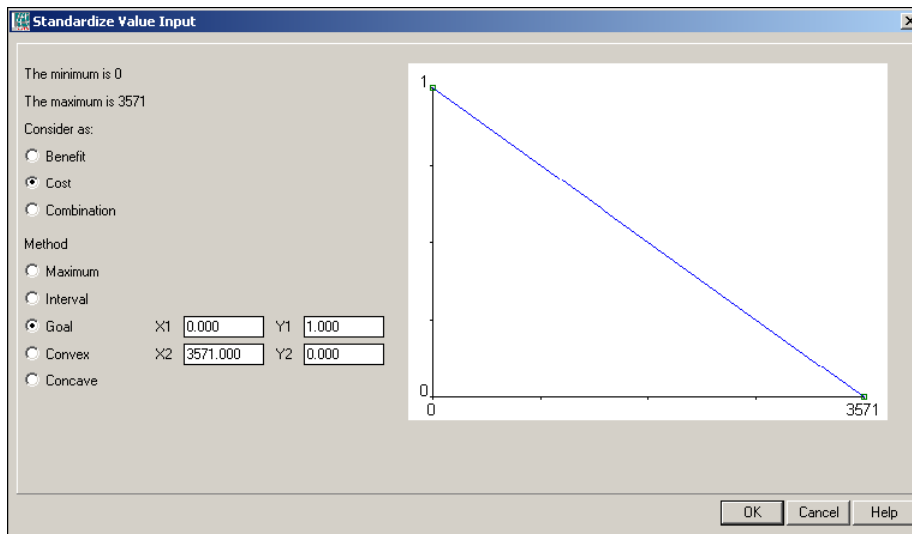 Standardize Value Input
The minimum is 0
The maximum is 3571
Consider as:
Benefit
Cost
Combination
Method
Maximum
Interval
Goal X1 0.000 Y1 1.000
Convex X2 3571.000 Y2 0.000
Concave
1
0
0 3571
OK Cancel Help